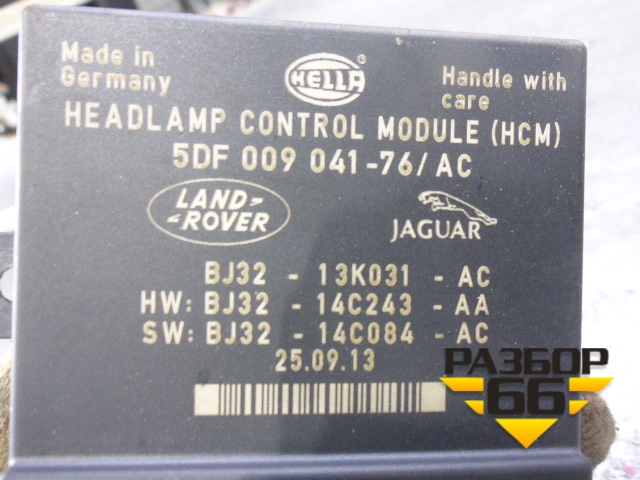 Made in
Germany
HELLA
®
Handle with
care
HEADLAMP CONTROL MODULE (HCM)
5DF 009 041-76/AC
LAND-
-ROVER
JAGUAR
BJ32 - 13K031 - AC
HW: BJ32 - 14C243 - AA
SW: BJ32 - 14C084 - AC
25.09.13
РАЗБОР
66